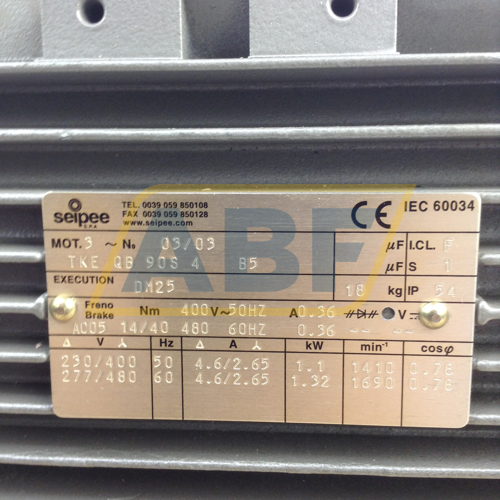 seipee S.P.A. TEL. 0039 059 850108
FAX 0039 059 850128
www.seipee.com
CE IEC 60034
MOT. 3 ~ No 03/03 µF I.CL. F
TKE QB 90S 4 B5 µF S 1
EXECUTION DM25 18 kg IP 54
Freno Brake Nm 400 V~ 50HZ A 0.36 V
AC05 14/40 480 60HZ 0.36 -- --
Δ V Y Hz Δ A Y kW min-1 cosφ
230/400 50 4.6/2.65 1.1 1410 0.78
277/480 60 4.6/2.65 1.32 1690 0.78
ABF